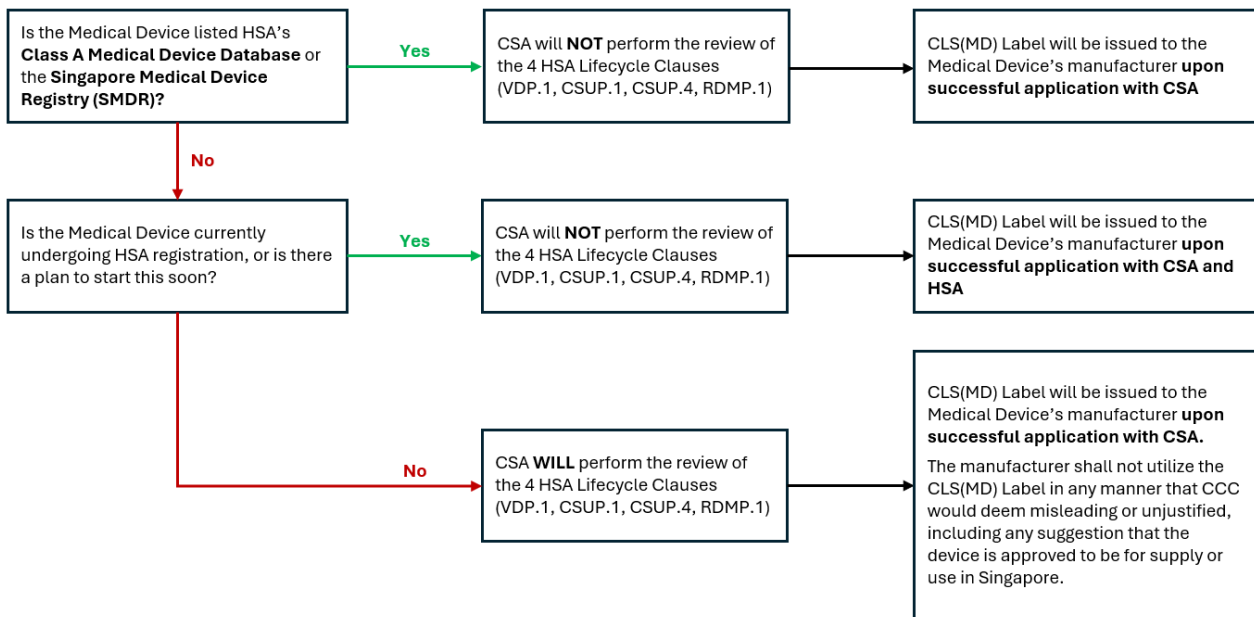 Is the Medical Device listed HSA's
Class A Medical Device Database or
the Singapore Medical Device
Registry (SMDR)?
Yes
CSA will NOT perform the review of
the 4 HSA Lifecycle Clauses
(VDP.1, CSUP.1, CSUP.4, RDMP.1)
CLS(MD) Label will be issued to the
Medical Device's manufacturer upon
successful application with CSA
No
Is the Medical Device currently
undergoing HSA registration, or is there
a plan to start this soon?
Yes
CSA will NOT perform the review of
the 4 HSA Lifecycle Clauses
(VDP.1, CSUP.1, CSUP.4, RDMP.1)
CLS(MD) Label will be issued to the
Medical Device's manufacturer upon
successful application with CSA and
HSA
No
CSA WILL perform the review of
the 4 HSA Lifecycle Clauses
(VDP.1, CSUP.1, CSUP.4, RDMP.1)
CLS(MD) Label will be issued to the
Medical Device's manufacturer upon
successful application with CSA.
The manufacturer shall not utilize the
CLS(MD) Label in any manner that CCC
would deem misleading or unjustified,
including any suggestion that the
device is approved to be for supply or
use in Singapore.